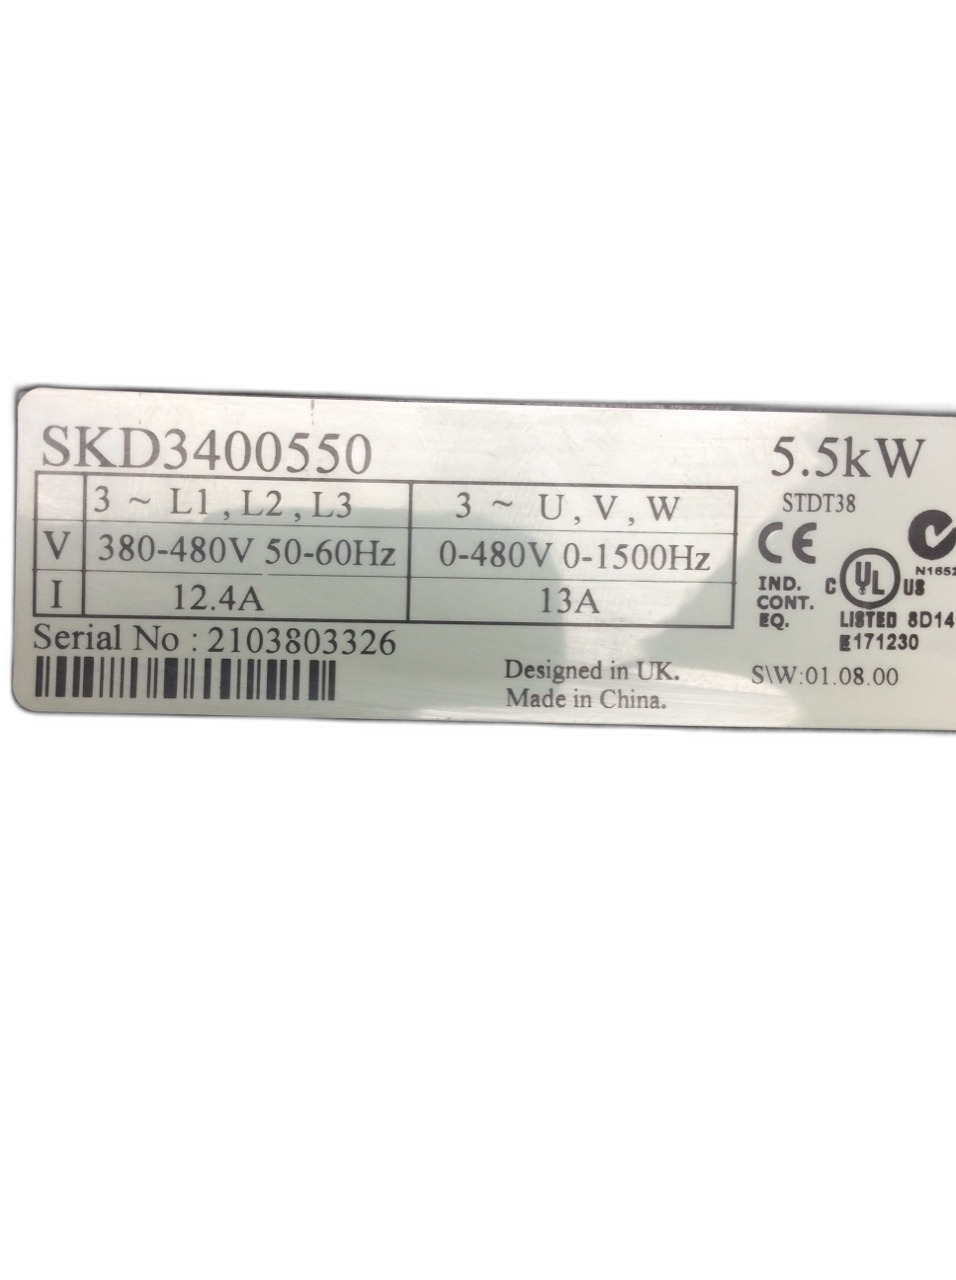 SKD3400550 5.5kW
3 ~ L1 , L2 , L3 3 ~ U , V , W STDT38
V 380-480V 50-60Hz 0-480V 0-1500Hz CE
I 12.4A 13A
IND. CONT. EQ.
C UL US
LISTED 8D14
E171230
Serial No : 2103803326
Designed in UK.
Made in China.
S\W:01.08.00